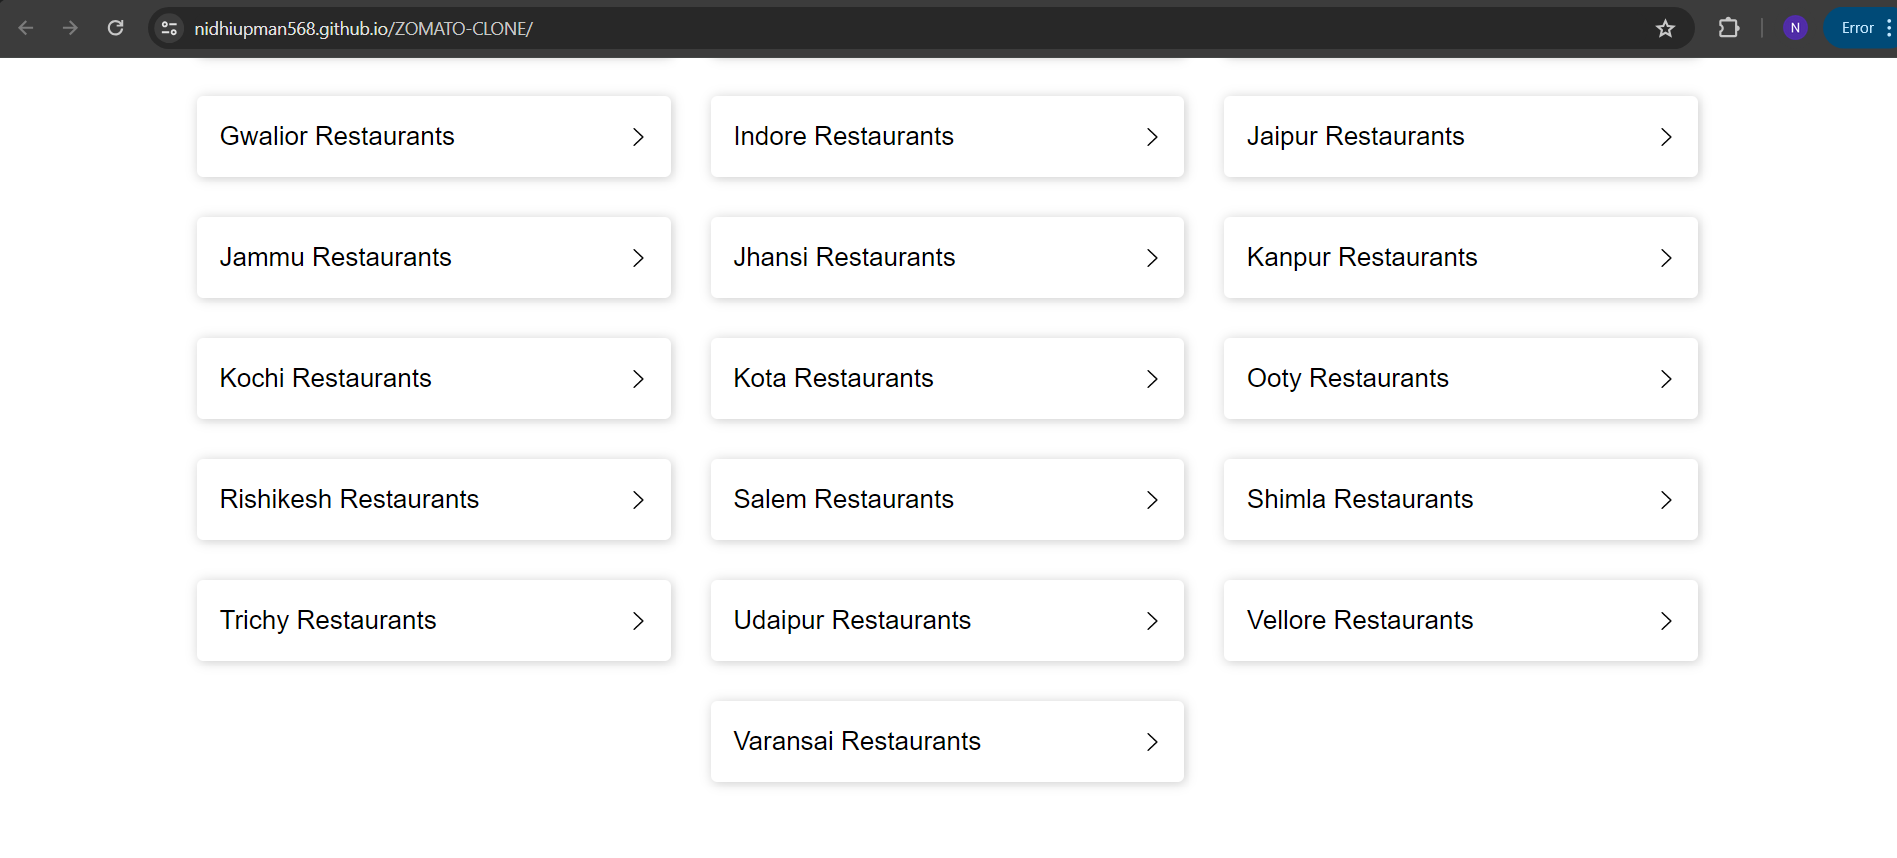 nidhiupman568.github.io/ZOMATO-CLONE/ N Error
Gwalior Restaurants
Indore Restaurants
Jaipur Restaurants
Jammu Restaurants
Jhansi Restaurants
Kanpur Restaurants
Kochi Restaurants
Kota Restaurants
Ooty Restaurants
Rishikesh Restaurants
Salem Restaurants
Shimla Restaurants
Trichy Restaurants
Udaipur Restaurants
Vellore Restaurants
Varansai Restaurants